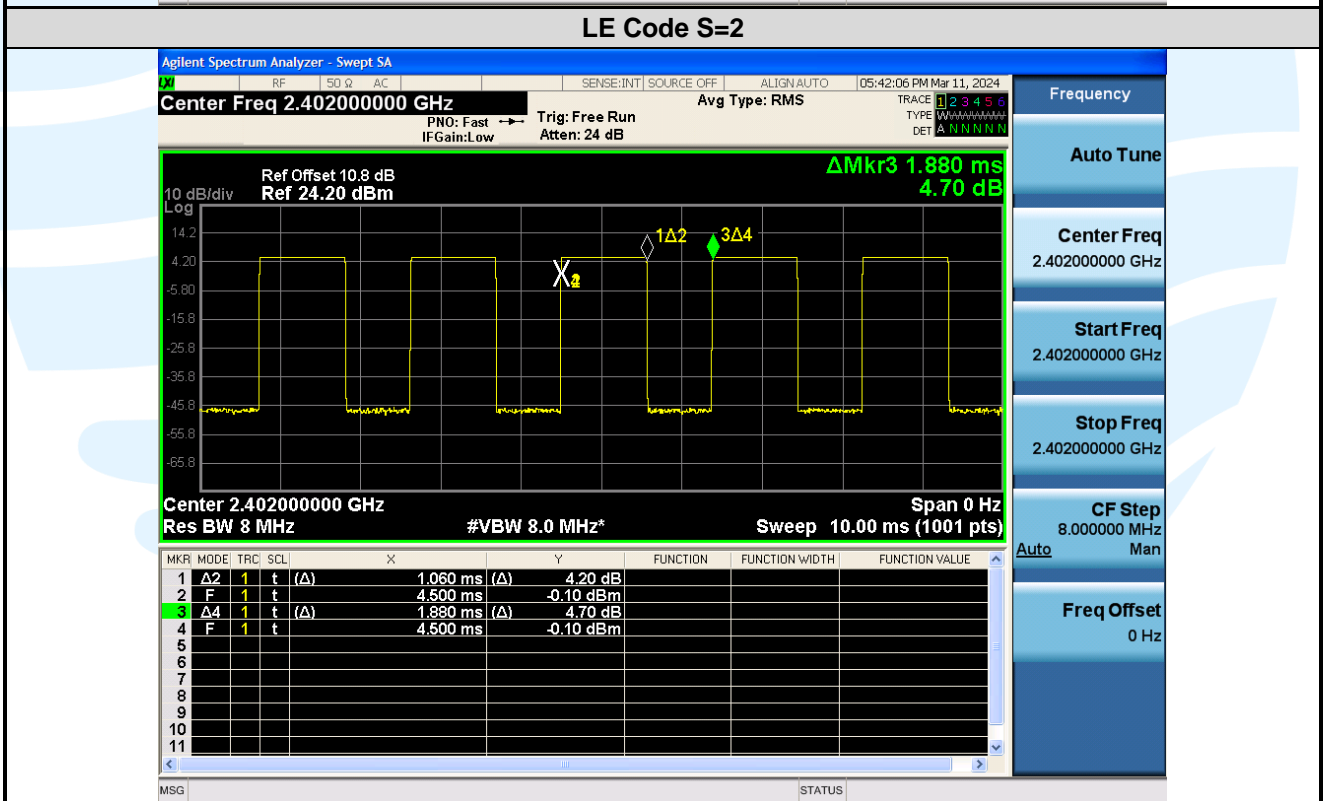 LE Code S=2
Agilent Spectrum Analyzer - Swept SA
LXI RF 50 Ω AC SENSE:INT SOURCE OFF ALIGN AUTO 05:42:06 PM Mar 11, 2024
Center Freq 2.402000000 GHz
PNO: Fast
IFGain:Low
Trig: Free Run
Atten: 24 dB
Avg Type: RMS
TRACE 1 2 3 4 5 6
TYPE WWWWWW
DET A N N N N N
ΔMkr3 1.880 ms
4.70 dB
Ref Offset 10.8 dB
10 dB/div Ref 24.20 dBm
Log
14.2
4.20
-5.80
-15.8
-25.8
-35.8
-45.8
-55.8
-65.8
1Δ2
3Δ4
X
Center 2.402000000 GHz Span 0 Hz
Res BW 8 MHz #VBW 8.0 MHz* Sweep 10.00 ms (1001 pts)
MKR MODE TRC SCL X Y FUNCTION FUNCTION WIDTH FUNCTION VALUE
1 Δ2 1 t (Δ) 1.060 ms (Δ) 4.20 dB
2 F 1 t 4.500 ms -0.10 dBm
3 Δ4 1 t (Δ) 1.880 ms (Δ) 4.70 dB
4 F 1 t 4.500 ms -0.10 dBm
5
6
7
8
9
10
11
MSG STATUS
Frequency
Auto Tune
Center Freq
2.402000000 GHz
Start Freq
2.402000000 GHz
Stop Freq
2.402000000 GHz
CF Step
8.000000 MHz
Auto Man
Freq Offset
0 Hz